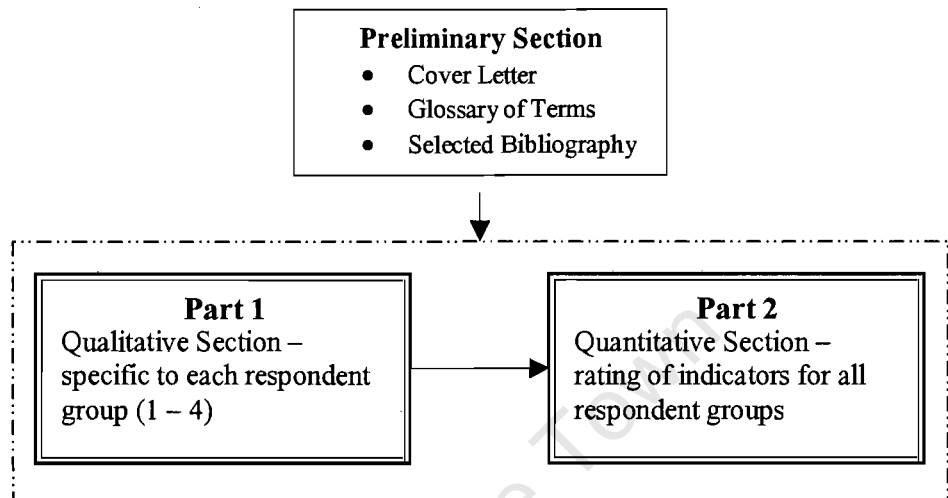 Preliminary Section
• Cover Letter
• Glossary of Terms
• Selected Bibliography
Part 1
Qualitative Section –
specific to each respondent
group (1 – 4)
Part 2
Quantitative Section –
rating of indicators for all
respondent groups
e Town